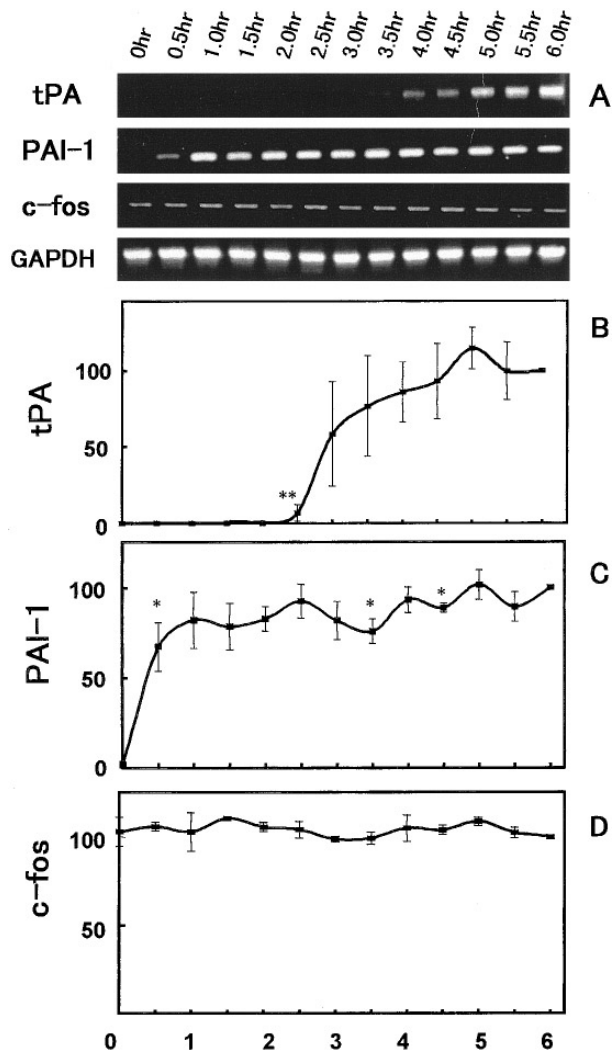 0hr 0.5hr 1.0hr 1.5hr 2.0hr 2.5hr 3.0hr 3.5hr 4.0hr 4.5hr 5.0hr 5.5hr 6.0hr
tPA A
PAI-1
c-fos
GAPDH
B
100
tPA
50
**
0
C
100
* * *
PAI-1
50
0
D
100
c-fos
50
0 1 2 3 4 5 6